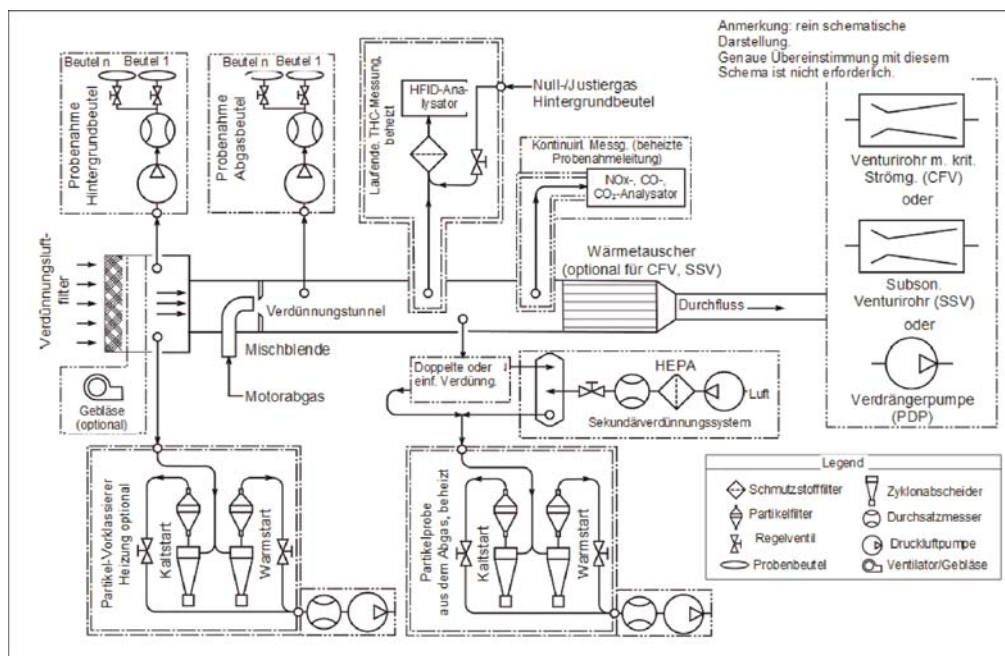 Anmerkung: rein schematische
Darstellung.
Genaue Übereinstimmung mit diesem
Schema ist nicht erforderlich.
Beutel n Beutel 1
Probenahme
Hintergrundbeutel
Beutel n Beutel 1
Probenahme
Abgasbeutel
Laufende, THC-Messung,
beheizt
HFID-Ana-
lysator
Null-/Justiergas
Hintergrundbeutel
Kontinuirl. Messg. (beheizte
Probenahmeleitung)
NOx-, CO-,
CO₂-Analysator
Venturirohr m. krit.
Strömg. (CFV)
oder
Subson.
Venturirohr (SSV)
oder
Verdrängerpumpe
(PDP)
Verdünnungsluft-
filter
Verdünnungstunnel
Wärmetauscher
(optional für CFV, SSV)
Durchfluss
Mischblende
Motorabgas
Gebläse
(optional)
Doppelte oder
einf. Verdünng.
HEPA
Luft
Sekundärverdünnungssystem
Partikel-Vorklassierer
Heizung optional
Kaltstart
Warmstart
Partikelprobe
aus dem Abgas, beheizt
Kaltstart
Warmstart
Legend
Schmutzstofffilter
Partikelfilter
Regelventil
Probenbeutel
Zyklonabscheider
Durchsatzmesser
Druckluftpumpe
Ventilator/Gebläse